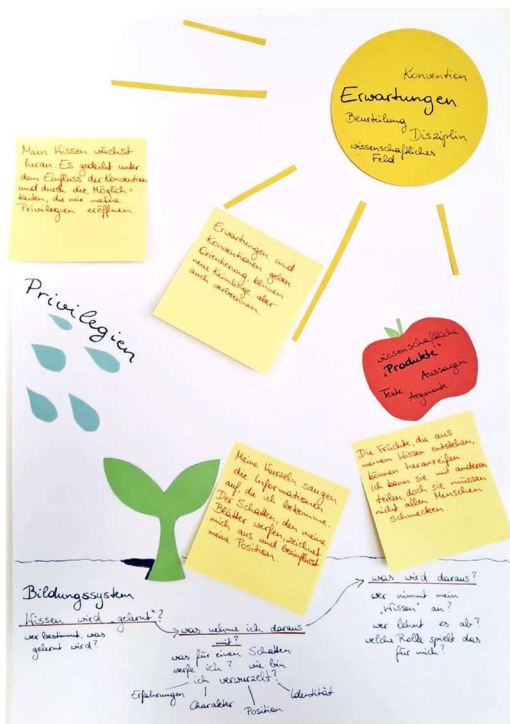 Konvention
Erwartungen
Beurteilung
Disziplin
wissenschaftliches
Feld
Mein Wissen wächst
heran. Es gedeiht unter
dem Einfluss der Konvention
und durch die Möglich-
keiten, die mir meine
Privilegien eröffnen.
Erwartungen und
Konventionen geben
Orientierung, können
neue Keimlinge aber
auch verbrennen.
Privilegien
wissenschaftliche
"Produkte"
Texte Aussagen
Argumente
Die Früchte, die aus
meinem Wissen entstehen,
können heranreifen.
Ich kann sie mit anderen
teilen, doch sie müssen
nicht allen Menschen
schmecken.
Meine Wurzeln saugen
die Informationen
auf, die ich bekomme.
Der Schatten, den meine
Blätter werfen, zeichnet
mich aus und beeinflusst
meine Position.
Bildungssystem
Wissen wird "gelernt"?
wer bestimmt, was
gelernt wird?
was nehme ich daraus
mit?
was für einen Schatten
werfe ich? wie bin
ich verwurzelt?
Erfahrungen
Charakter
Position
Identität
was wird daraus?
wer nimmt mein
"Wissen" an?
wer lehnt es ab?
welche Rolle spielt das
für mich?